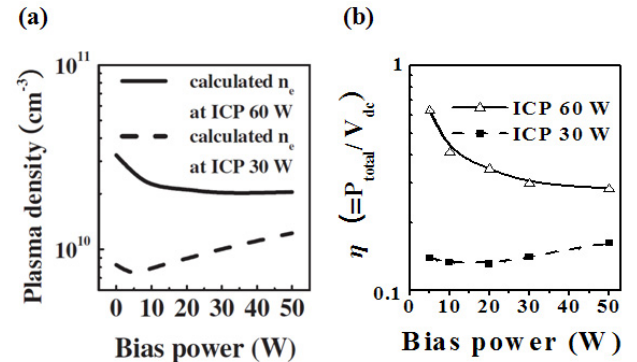 (a)
10^11
10^10
Plasma density (cm^-3)
calculated n_e
at ICP 60 W
calculated n_e
at ICP 30 W
0 10 20 30 40 50
Bias power (W)
(b)
1
0.1
η (=P_total/V_dc)
ICP 60 W
ICP 30 W
0 10 20 30 40 50
Bias power (W)